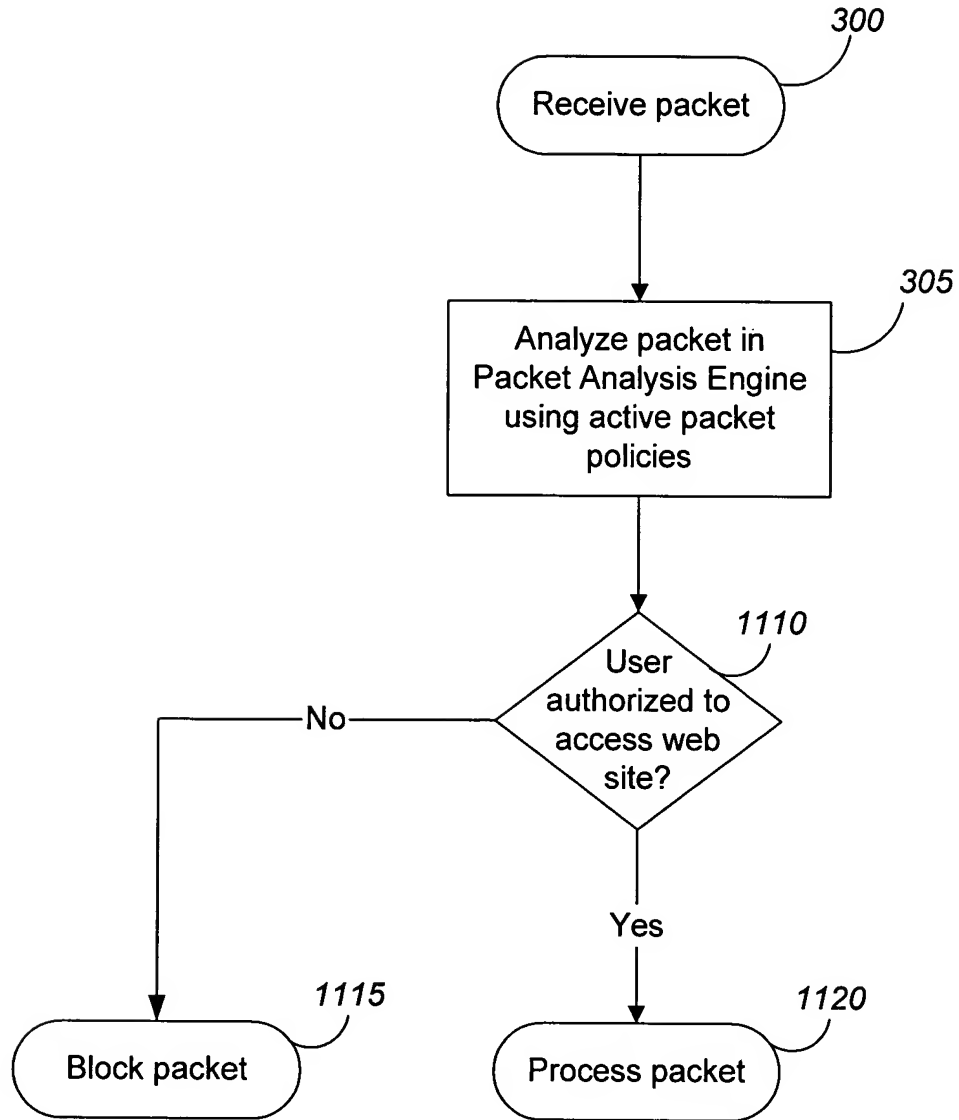 300
Receive packet
305
Analyze packet in
Packet Analysis Engine
using active packet
policies
1110
User
authorized to
access web
site?
No
Yes
1115
Block packet
1120
Process packet